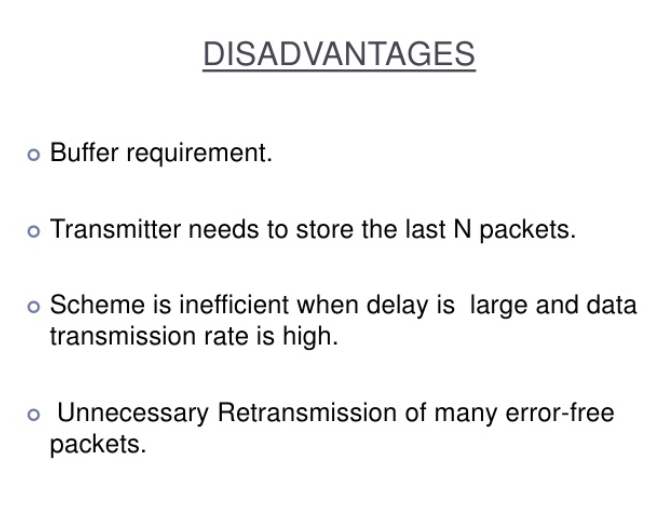 DISADVANTAGES
Buffer requirement.
Transmitter needs to store the last N packets.
Scheme is inefficient when delay is  large and data
transmission rate is high.
Unnecessary Retransmission of many error-free
packets.